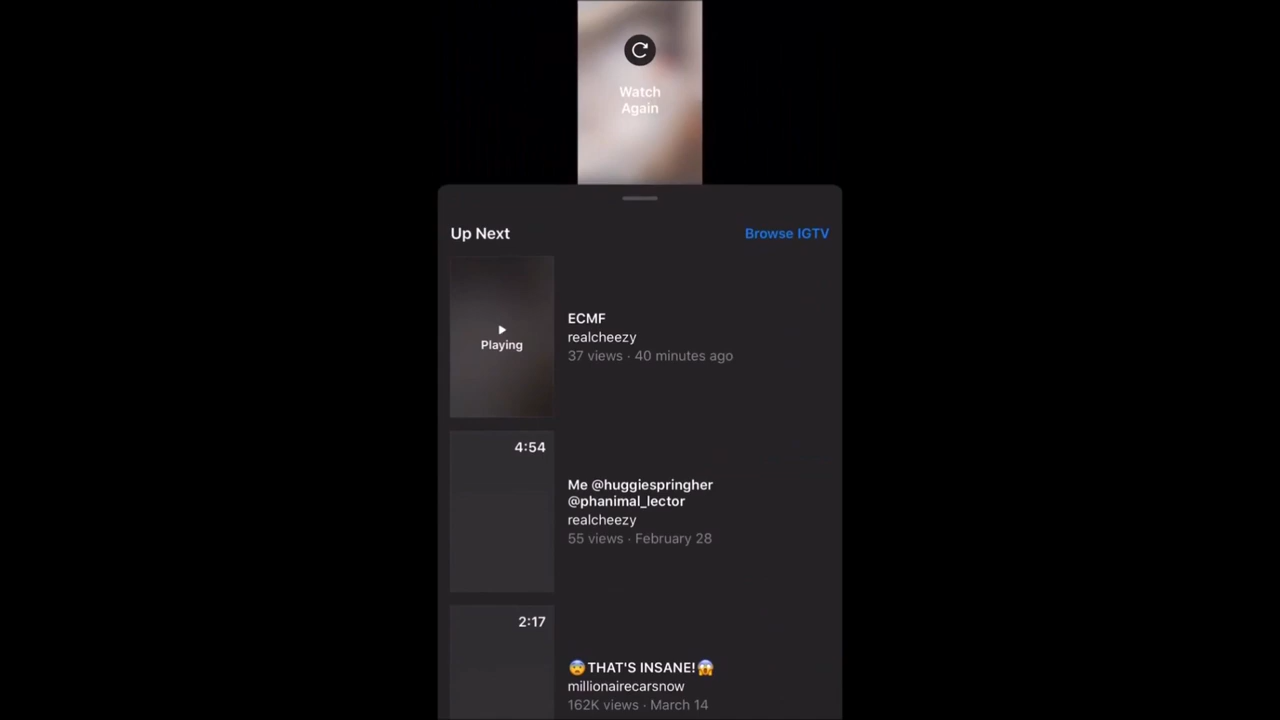 Watch
Again
Up Next
Browse IGTV
Playing
ECMF
realcheezy
37 views · 40 minutes ago
4:54
Me @huggiespringher
@phanimal_lector
realcheezy
55 views · February 28
2:17
😨THAT'S INSANE!😱
millionairecarsnow
162K views · March 14